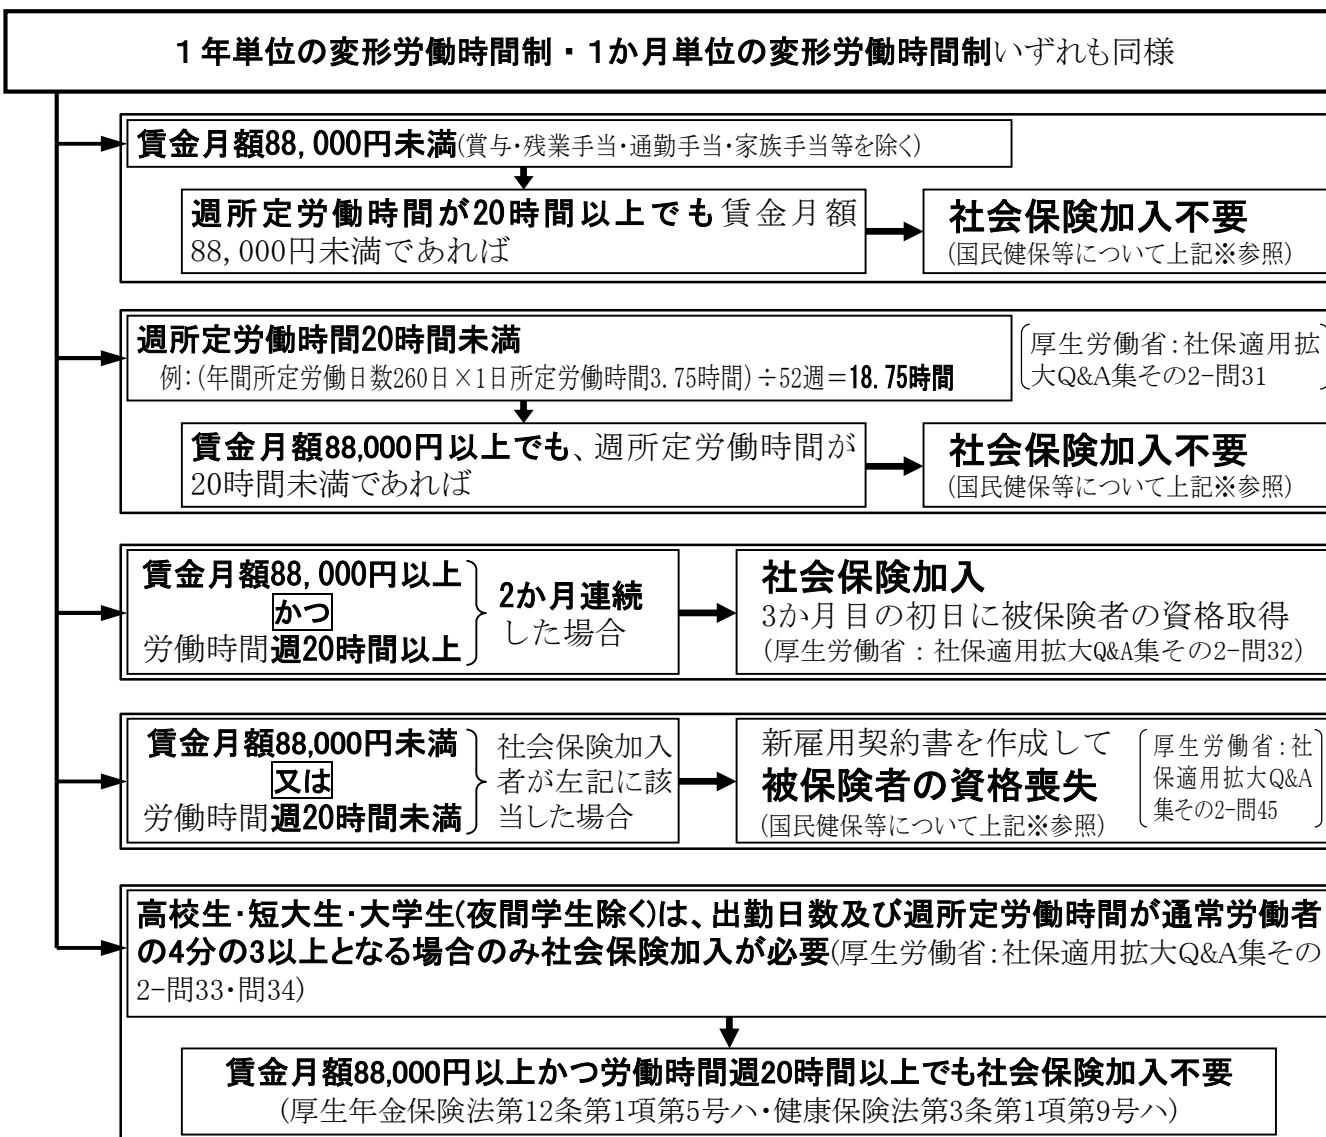 1年単位の変形労働時間制・1か月単位の変形労働時間制いずれも同様
賃金月額88,000円未満(賞与・残業手当・通勤手当・家族手当等を除く)
週所定労働時間が20時間以上でも賃金月額
88,000円未満であれば
社会保険加入不要
(国民健保等について上記※参照)
週所定労働時間20時間未満
例:(年間所定労働日数260日×1日所定労働時間3.75時間)÷52週=18.75時間
厚生労働省:社保適用拡
大Q&A集その2-問31
賃金月額88,000円以上でも、週所定労働時間が
20時間未満であれば
社会保険加入不要
(国民健保等について上記※参照)
賃金月額88,000円以上
かつ
労働時間週20時間以上
2か月連続
した場合
社会保険加入
3か月目の初日に被保険者の資格取得
(厚生労働省:社保適用拡大Q&A集その2-問32)
賃金月額88,000円未満
又は
労働時間週20時間未満
社会保険加入
者が左記に該
当した場合
新雇用契約書を作成して
被保険者の資格喪失
(国民健保等について上記※参照)
厚生労働省:社
保適用拡大Q&A
集その2-問45
高校生・短大生・大学生(夜間学生除く)は、出勤日数及び週所定労働時間が通常労働者
の4分の3以上となる場合のみ社会保険加入が必要(厚生労働省:社保適用拡大Q&A集その
2-問33・問34)
賃金月額88,000円以上かつ労働時間週20時間以上でも社会保険加入不要
(厚生年金保険法第12条第1項第5号ハ・健康保険法第3条第1項第9号ハ)